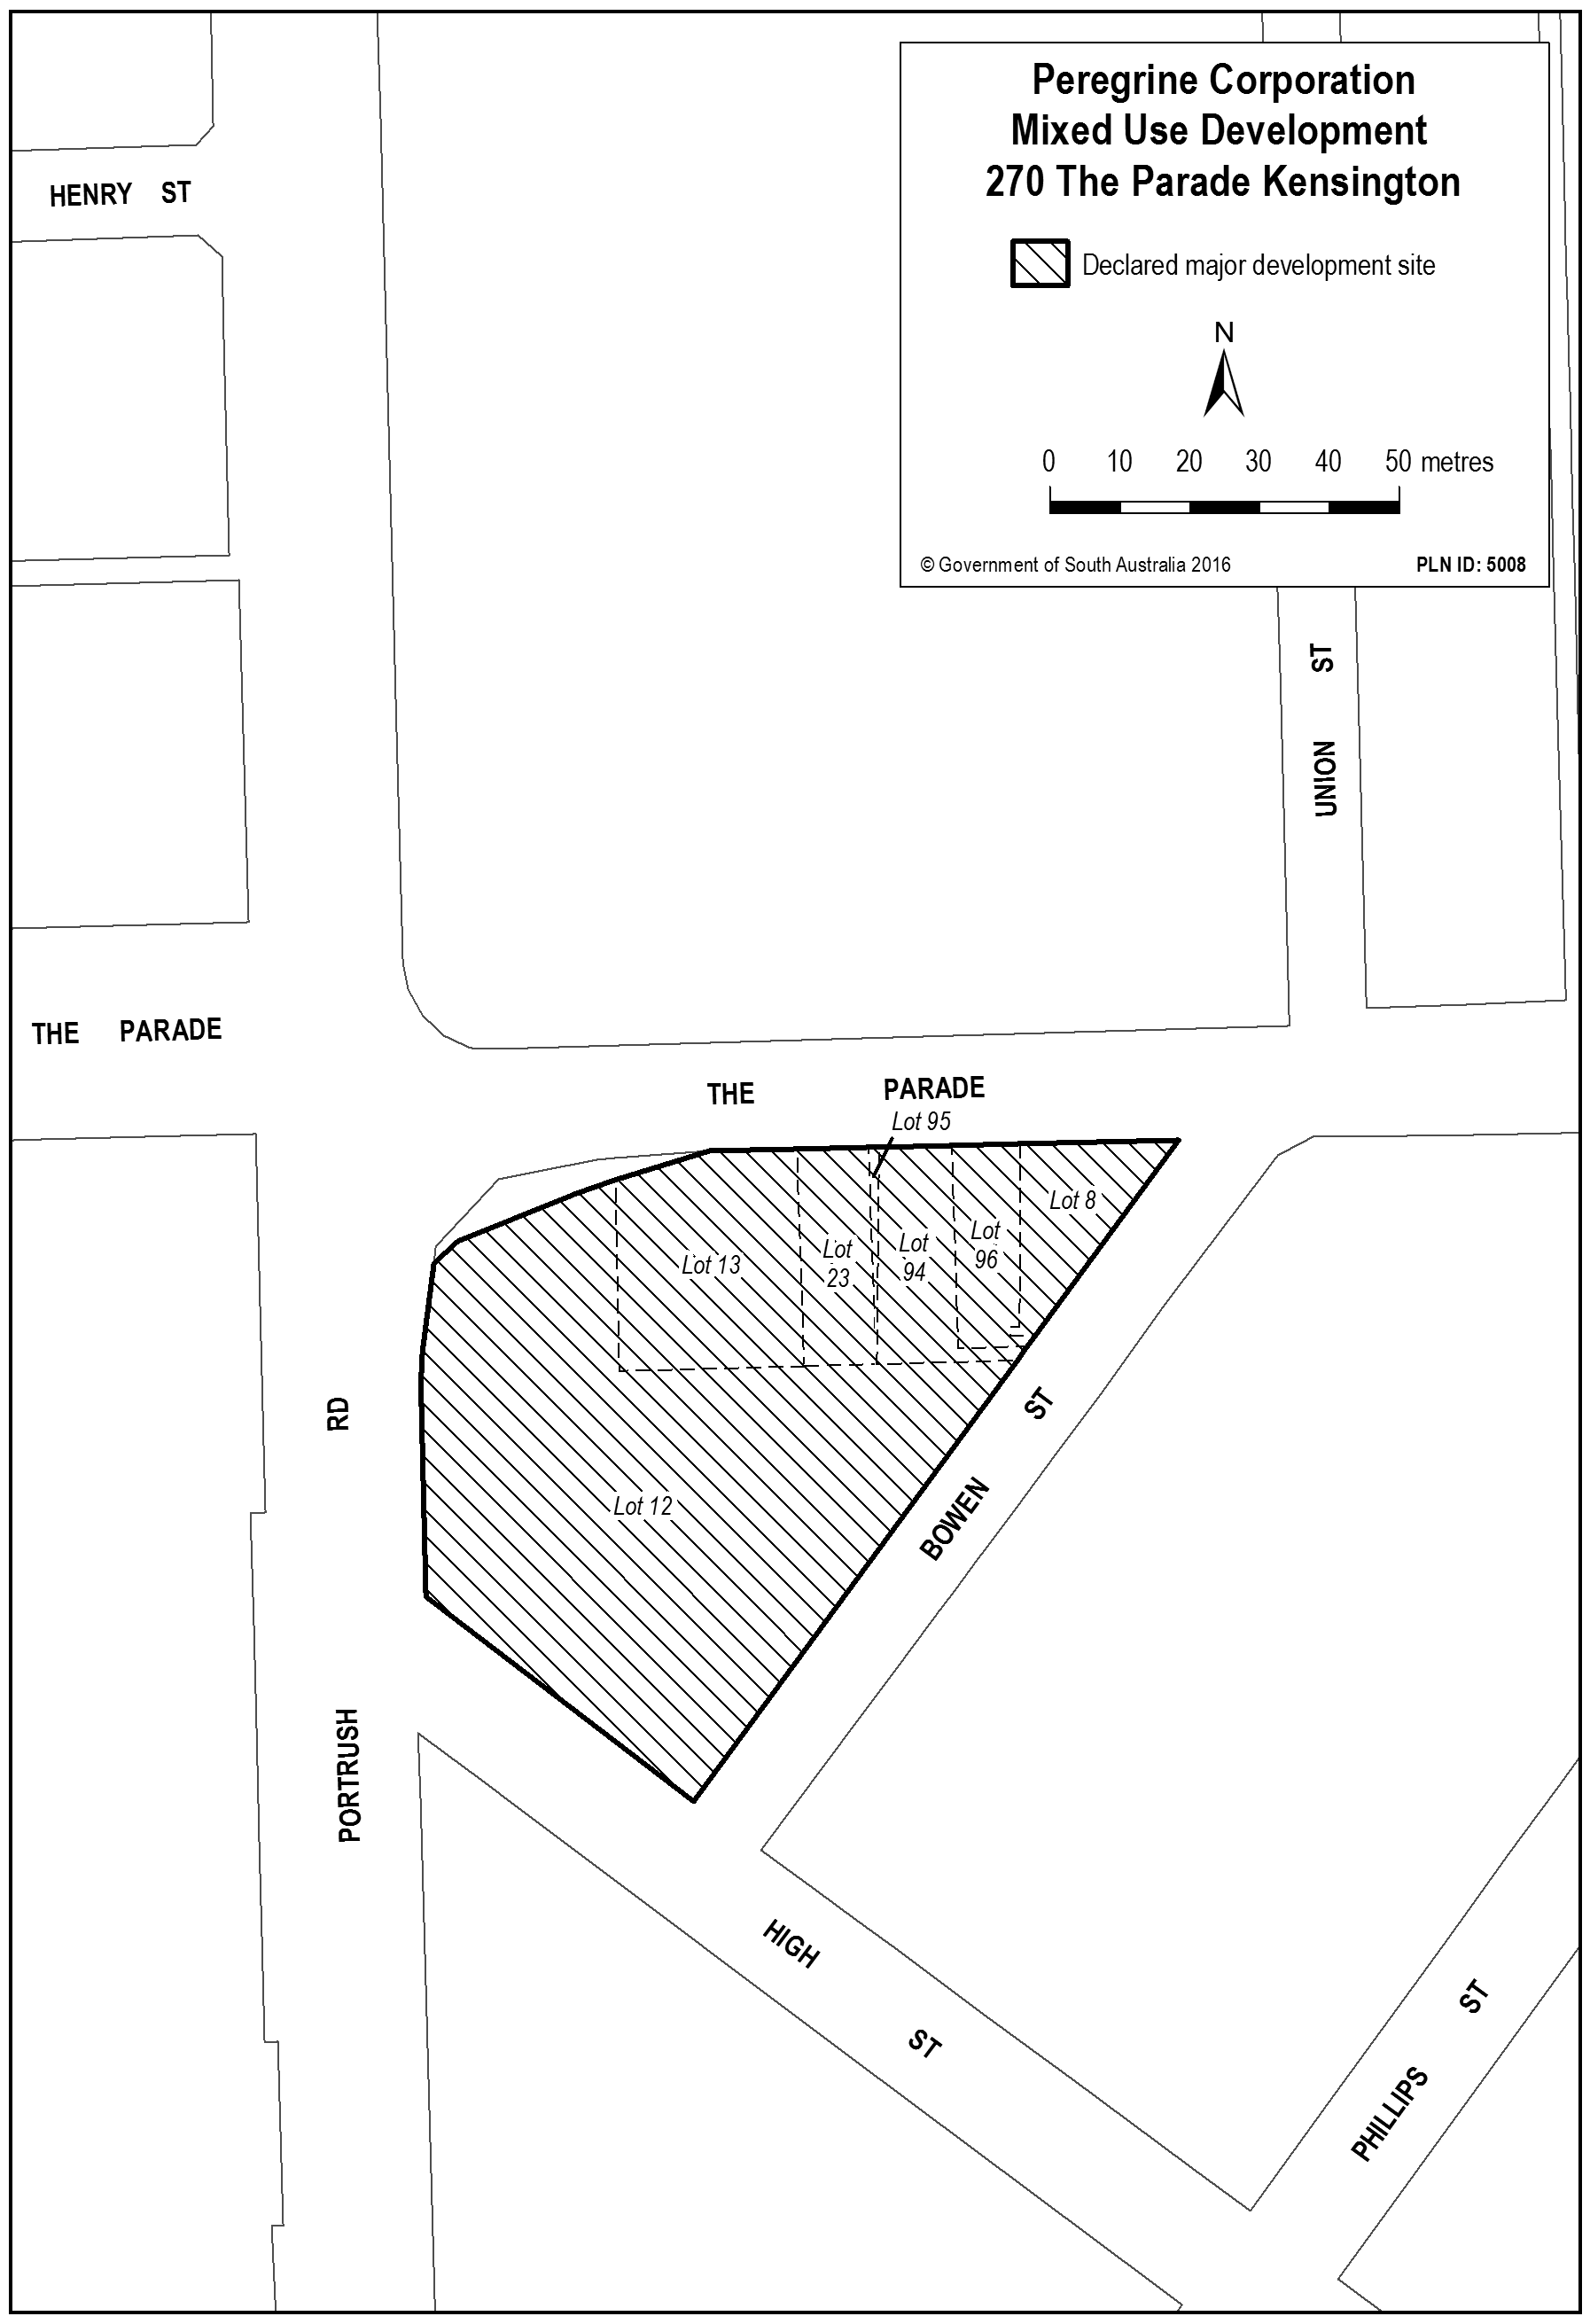 Peregrine Corporation
Mixed Use Development
270 The Parade Kensington
Declared major development site
N
0 10 20 30 40 50 metres
© Government of South Australia 2016 PLN ID: 5008
HENRY ST
UNION ST
THE PARADE
THE PARADE
Lot 95
Lot 8
Lot 13
Lot
23
Lot
94
Lot
96
Lot 12
BOWEN ST
PORTRUSH RD
HIGH ST
PHILLIPS ST